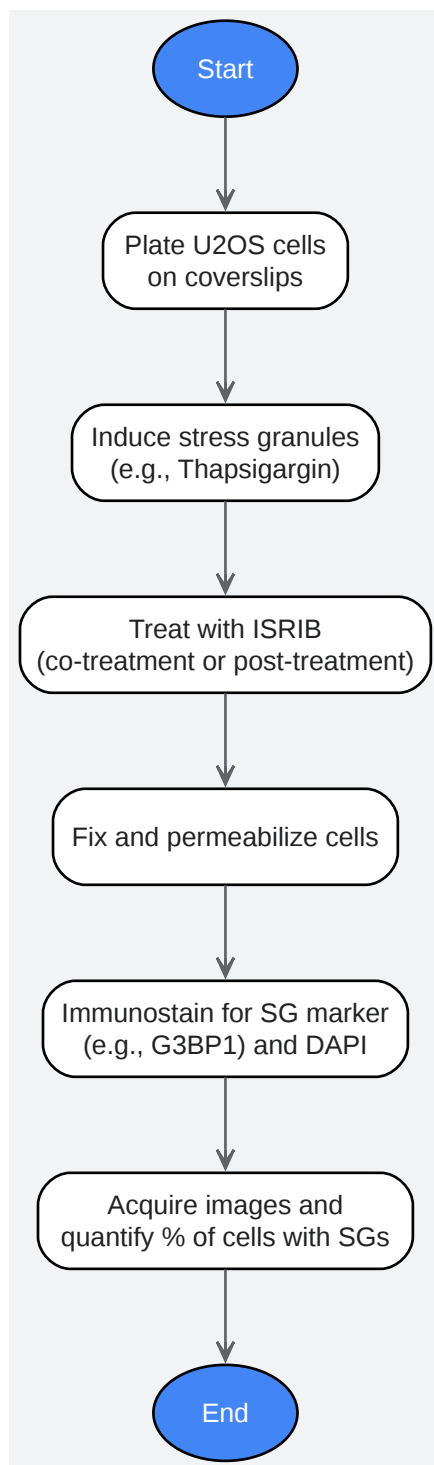 Start
Plate U2OS cells
on coverslips
Induce stress granules
(e.g., Thapsigargin)
Treat with ISRIB
(co-treatment or post-treatment)
Fix and permeabilize cells
Immunostain for SG marker
(e.g., G3BP1) and DAPI
Acquire images and
quantify % of cells with SGs
End